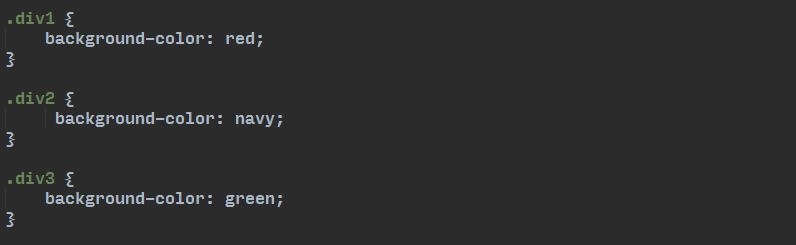 .div1 {
    background-color: red;
}

.div2 {
     background-color: navy;
}

.div3 {
    background-color: green;
}